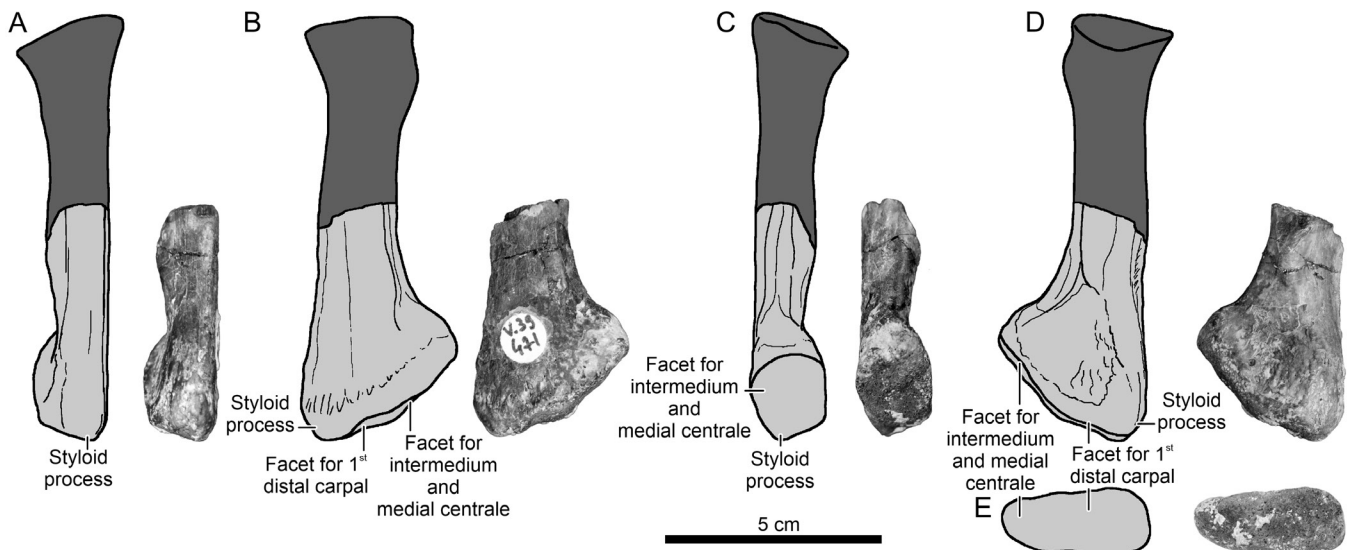 A
B
C
D
V.39
471
Styloid
process
Styloid
process
Facet for 1st
distal carpal
Facet for
intermedium
and
medial centrale
Facet for
intermedium
and
medial centrale
Styloid
process
5 cm
Facet for
intermedium
and medial
centrale
Facet for 1st
distal carpal
Styloid
process
E